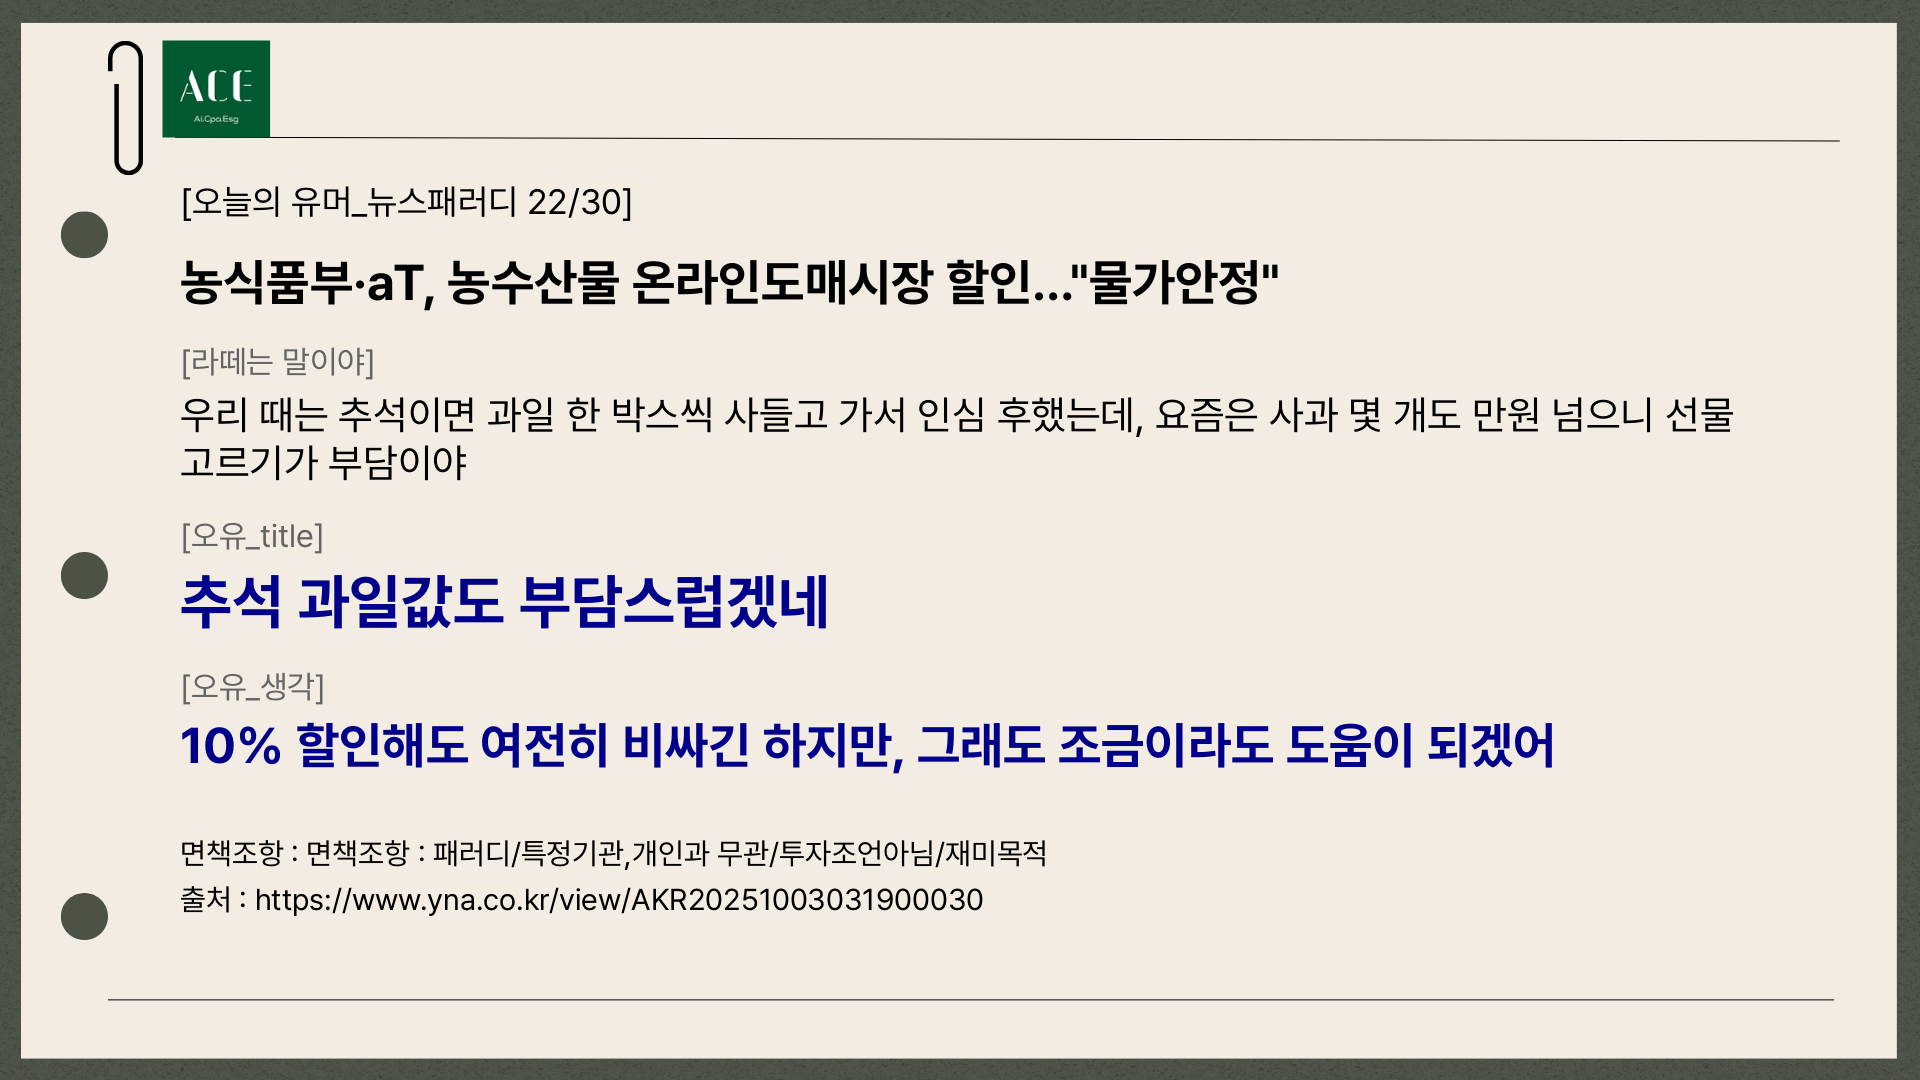 ACE
Ai.Cpa.Esg
[오늘의 유머_뉴스패러디 22/30]
농식품부·aT, 농수산물 온라인도매시장 할인..."물가안정"
[라떼는 말이야]
우리 때는 추석이면 과일 한 박스씩 사들고 가서 인심 후했는데, 요즘은 사과 몇 개도 만원 넘으니 선물
고르기가 부담이야
[오유_title]
추석 과일값도 부담스럽겠네
[오유_생각]
10% 할인해도 여전히 비싸긴 하지만, 그래도 조금이라도 도움이 되겠어
면책조항 : 면책조항 : 패러디/특정기관,개인과 무관/투자조언아님/재미목적
출처 : https://www.yna.co.kr/view/AKR20251003031900030